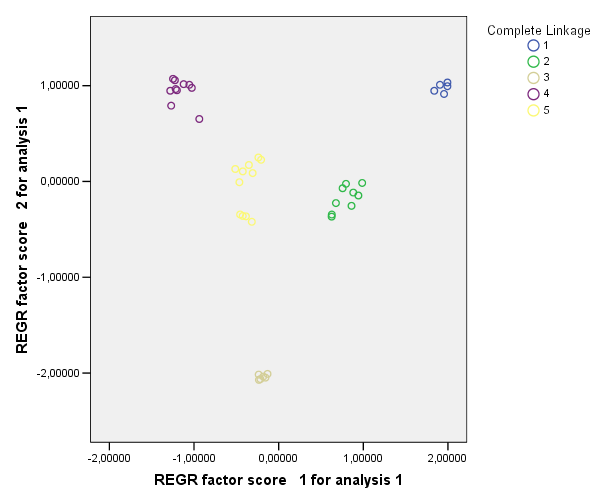 Complete Linkage
1
2
3
4
5
1,00000
0,00000
-1,00000
-2,00000
REGR factor score 2 for analysis 1
-2,00000 -1,00000 0,00000 1,00000 2,00000
REGR factor score 1 for analysis 1